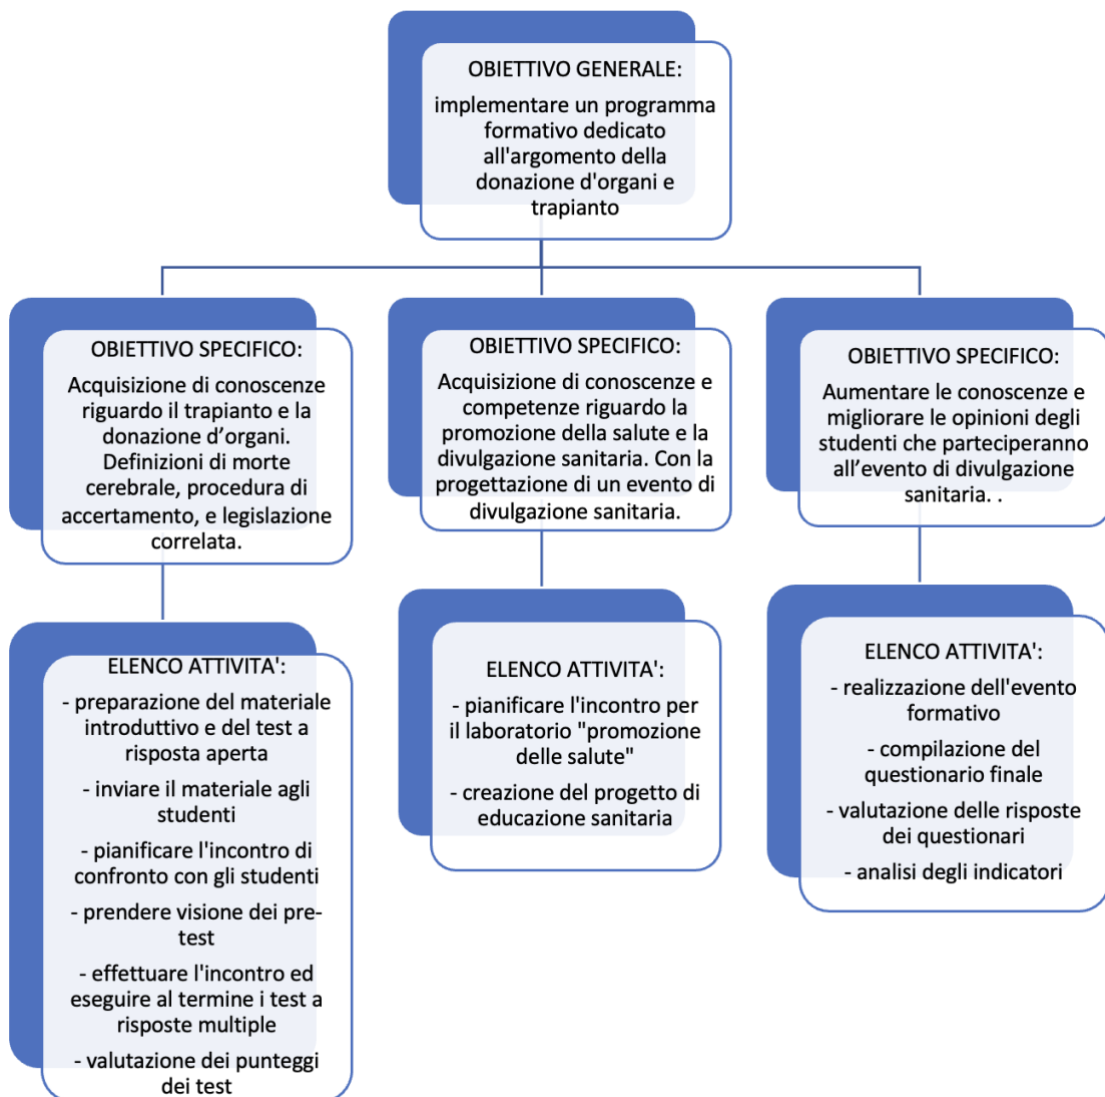 OBIETTIVO GENERALE:
implementare un programma
formativo dedicato
all'argomento della
donazione d'organi e
trapianto
OBIETTIVO SPECIFICO:
Acquisizione di conoscenze
riguardo il trapianto e la
donazione d’organi.
Definizioni di morte
cerebrale, procedura di
accertamento, e legislazione
correlata.
OBIETTIVO SPECIFICO:
Acquisizione di conoscenze e
competenze riguardo la
promozione della salute e la
divulgazione sanitaria. Con la
progettazione di un evento di
divulgazione sanitaria.
OBIETTIVO SPECIFICO:
Aumentare le conoscenze e
migliorare le opinioni degli
studenti che parteciperanno
all’evento di divulgazione
sanitaria. .
ELENCO ATTIVITA':
- preparazione del materiale
introduttivo e del test a
risposta aperta
- inviare il materiale agli
studenti
- pianificare l'incontro di
confronto con gli studenti
- prendere visione dei pre-
test
- effettuare l'incontro ed
eseguire al termine i test a
risposte multiple
- valutazione dei punteggi
dei test
ELENCO ATTIVITA':
- pianificare l'incontro per
il laboratorio "promozione
delle salute"
- creazione del progetto di
educazione sanitaria
ELENCO ATTIVITA':
- realizzazione dell'evento
formativo
- compilazione del
questionario finale
- valutazione delle risposte
dei questionari
- analisi degli indicatori